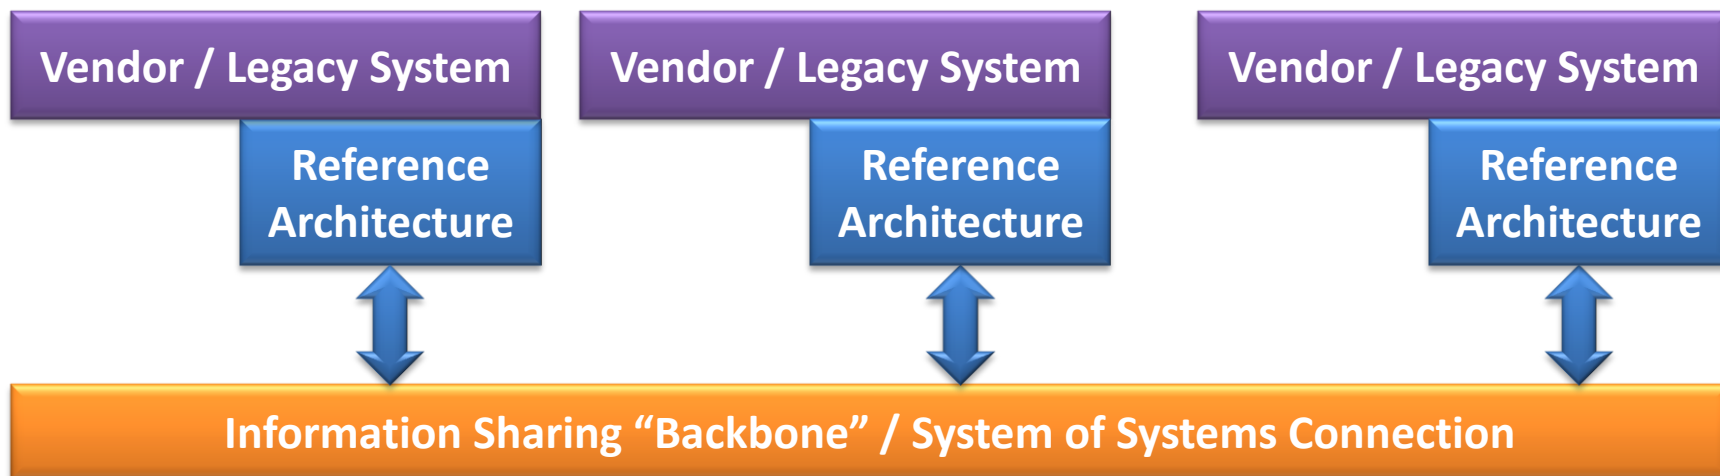 Vendor / Legacy System
Vendor / Legacy System
Vendor / Legacy System
Reference
Architecture
Reference
Architecture
Reference
Architecture
Information Sharing “Backbone” / System of Systems Connection